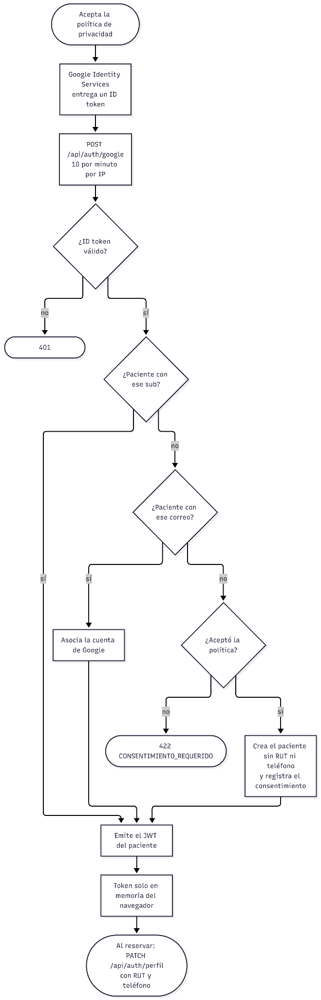 Acepta la
política de
privacidad
Google Identity
Services
entrega un ID
token
POST
/api/auth/google
10 por minuto
por IP
¿ID token
válido?
no
sí
401
¿Paciente con
ese sub?
no
¿Paciente con
ese correo?
sí
sí
no
Asocia la cuenta
de Google
¿Aceptó la
política?
no
sí
422
CONSENTIMIENTO_REQUERIDO
Crea el paciente
sin RUT ni
teléfono
y registra el
consentimiento
Emite el JWT
del paciente
Token solo en
memoria del
navegador
Al reservar:
PATCH
/api/auth/perfil
con RUT y
teléfono